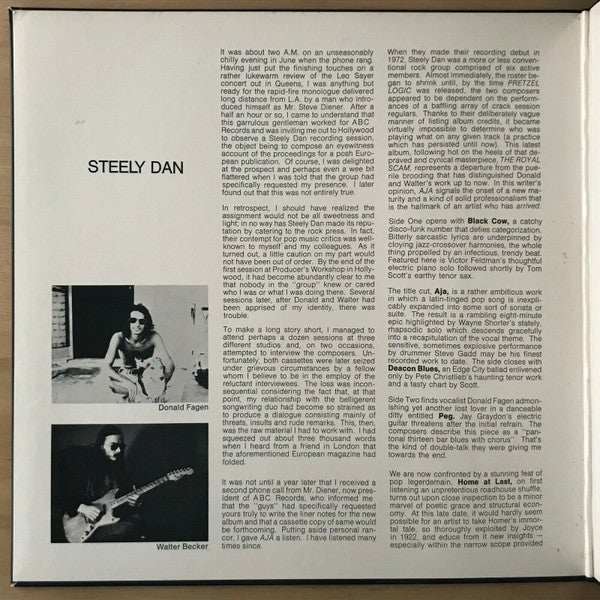 STEELY DAN
Donald Fagen
Walter Becker
It was about two A.M. on an unseasonably
chilly evening in June when the phone rang.
Having just put the finishing touches on a
rather lukewarm review of the Leo Sayer
concert out in Queens, I was anything but
ready for the rapid-fire monologue delivered
long distance from L.A. by a man who intro-
duced himself as Mr. Steve Diener. After a
half an hour or so, I came to understand that
this garrulous gentleman worked for ABC
Records and was inviting me out to Hollywood
to observe a Steely Dan recording session,
the object being to compose an eyewitness
account of the proceedings for a posh Euro-
pean publication. Of course, I was delighted
at the prospect and perhaps even a wee bit
flattered when I was told that the group had
specifically requested my presence. I later
found out that this was not entirely true.
In retrospect, I should have realized the
assignment would not be all sweetness and
light; in no way has Steely Dan made its repu-
tation by catering to the rock press. In fact,
their contempt for pop music critics was well-
known to myself and my colleagues. As it
turned out, a little caution on my part would
not have been out of order. By the end of the
first session at Producer's Workshop in Holly-
wood, it had become abundantly clear to me
that nobody in the "group" knew or cared
who I was or what I was doing there. Several
sessions later, after Donald and Walter had
been apprised of my identity, there was
trouble.
To make a long story short, I managed to
attend perhaps a dozen sessions at three
different studios and, on two occasions,
attempted to interview the composers. Un-
fortunately, both cassettes were later seized
under grievous circumstances by a fellow
whom I believe to be in the employ of the
reluctant interviewees. The loss was incon-
sequential considering the fact that, at that
point, my relationship with the belligerent
songwriting duo had become so strained as
to produce a dialogue consisting mainly of
threats, insults and rude remarks. This, then,
was the raw material I had to work with. I had
squeezed out about three thousand words
when I heard from a friend in London that
the aforementioned European magazine had
folded.
It was not until a year later that I received a
second phone call from Mr. Diener, now presi-
dent of ABC Records, who informed me
that the "guys" had specifically requested
yours truly to write the liner notes for the new
album and that a cassette copy of same would
be forthcoming. Putting aside personal ran-
cor, I gave AJA a listen. I have listened many
times since.
When they made their recording debut in
1972, Steely Dan was a more or less conven-
tional rock group comprised of six active
members. Almost immediately, the roster be-
gan to shrink until, by the time PRETZEL
LOGIC was released, the two composers
appeared to be dependent on the perform-
ances of a baffling array of crack session
regulars. Thanks to their deliberately vague
manner of listing album credits, it became
virtually impossible to determine who was
playing what on any given track (a practice
which has persisted until now). This latest
album, following hot on the heels of that de-
praved and cynical masterpiece, THE ROYAL
SCAM, represents a departure from the pue-
rile brooding that has distinguished Donald
and Walter's work up to now. In this writer's
opinion, AJA signals the onset of a new ma-
turity and a kind of solid professionalism that
is the hallmark of an artist who has arrived.
Side One opens with Black Cow, a catchy
disco-funk number that defies categorization.
Bitterly sarcastic lyrics are underpinned by
cloying jazz-crossover harmonies, the whole
thing propelled by an infectious, trendy beat.
Featured here is Victor Feldman's thoughtful
electric piano solo followed shortly by Tom
Scott's earthy tenor sax.
The title cut, Aja, is a rather ambitious work
in which a latin-tinged pop song is inexpli-
cably expanded into some sort of sonata or
suite. The result is a rambling eight-minute
epic highlighted by Wayne Shorter's stately,
rhapsodic solo which descends gracefully
into a recapitulation of the vocal theme. The
sensitive, sometimes explosive performance
by drummer Steve Gadd may be his finest
recorded work to date. The side closes with
Deacon Blues, an Edge City ballad enlivened
only by Pete Christlieb's haunting tenor work
and a tasty chart by Scott.
Side Two finds vocalist Donald Fagen admon-
ishing yet another lost lover in a danceable
ditty entitled Peg. Jay Graydon's electric
guitar threatens after the initial refrain. The
composers describe this piece as a "pan-
tonal thirteen bar blues with chorus". That's
the kind of double-talk they were giving me
towards the end.
We are now confronted by a stunning feat of
pop legerdemain. Home at Last, on first
listening an unpretentious roadhouse shuffle,
turns out upon close inspection to be a minor
marvel of poetic grace and structural econo-
my. At this late date, it would hardly seem
possible for an artist to take Homer's immor-
tal tale, so thoroughly exploited by Joyce
in 1922, and educe from it new insights —
especially within the narrow scope provided